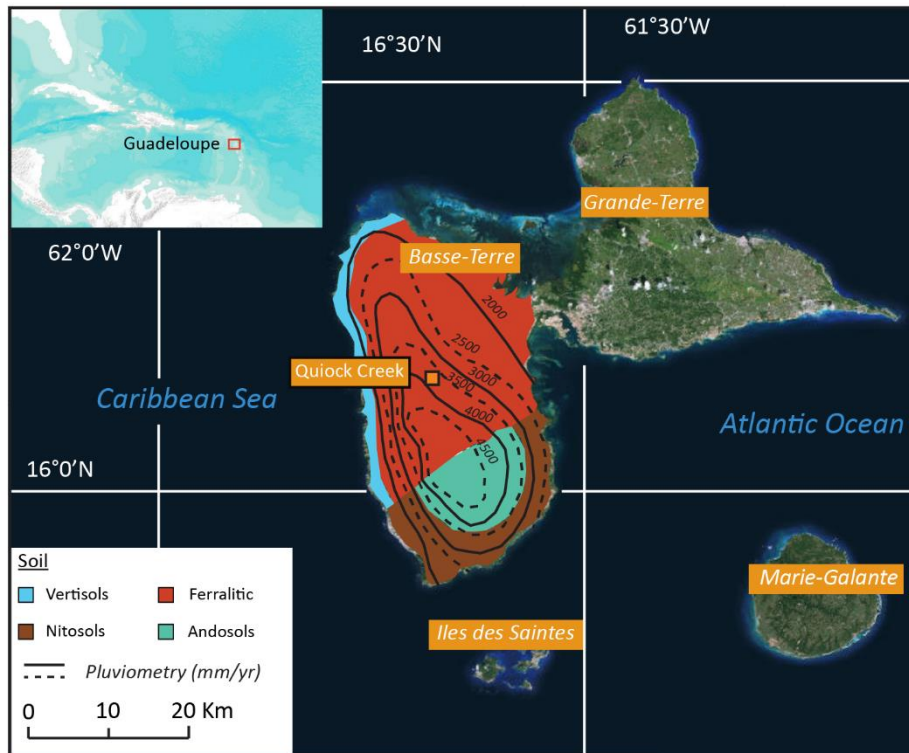 16°30'N
61°30'W
Guadeloupe
Grande-Terre
62°0'W
Basse-Terre
2000
2500
3000
3500
4000
4500
Quiock Creek
Caribbean Sea
Atlantic Ocean
16°0'N
Soil
Vertisols
Ferralitic
Nitosols
Andosols
Pluviometry (mm/yr)
0 10 20 Km
Marie-Galante
Iles des Saintes